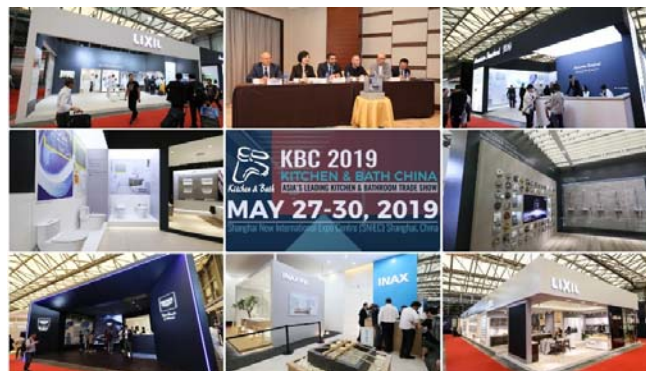 LIXIL
KBC 2019
KITCHEN & BATH CHINA
Kitchen & Bath
ASIA'S LEADING KITCHEN & BATHROOM TRADE SHOW
MAY 27-30, 2019
Shanghai New International Expo Centre (SNIEC) Shanghai, China
INAX
INAX
LIXIL